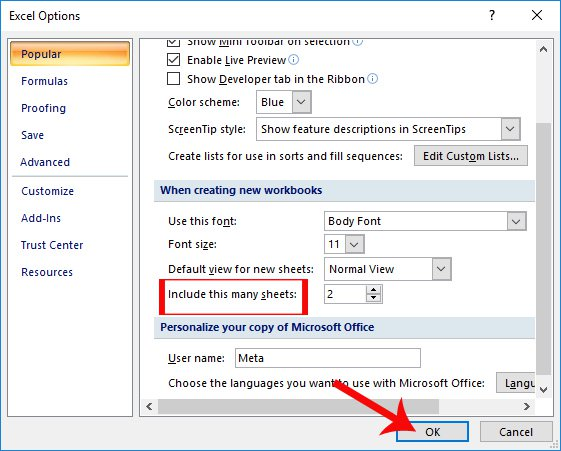 Excel Options
Popular
Formulas
Proofing
Save
Advanced
Customize
Add-Ins
Trust Center
Resources
Show Mini Toolbar on selection
Enable Live Preview
Show Developer tab in the Ribbon
Color scheme: Blue
ScreenTip style: Show feature descriptions in ScreenTips
Create lists for use in sorts and fill sequences: Edit Custom Lists...
When creating new workbooks
Use this font: Body Font
Font size: 11
Default view for new sheets: Normal View
Include this many sheets: 2
Personalize your copy of Microsoft Office
User name: Meta
Choose the languages you want to use with Microsoft Office: Langu
OK Cancel